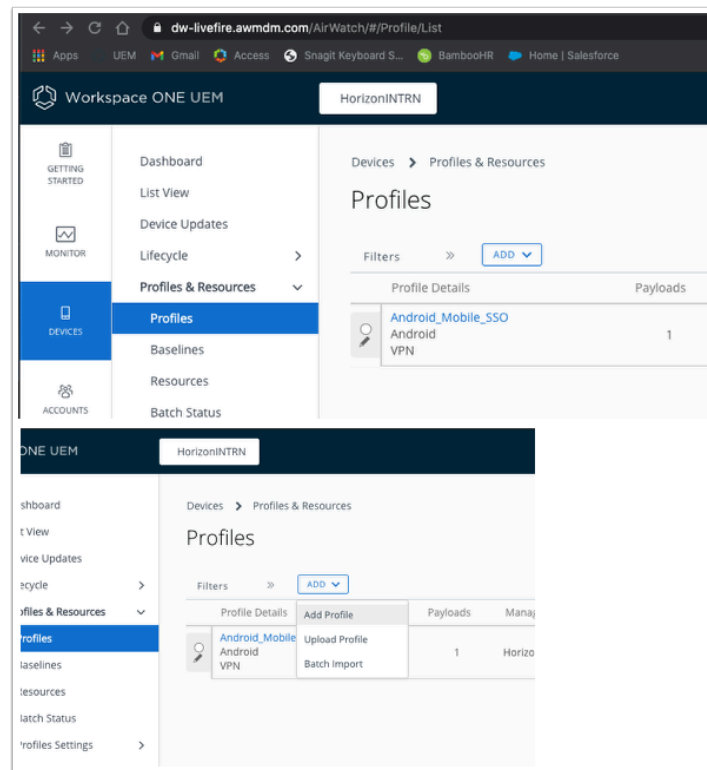 dw-livefire.awmdm.com/AirWatch/#/Profile/List
Apps UEM Gmail Access Snagit Keyboard S... BambooHR Home | Salesforce
Workspace ONE UEM HorizonINTRN
GETTING STARTED
MONITOR
DEVICES
ACCOUNTS
Dashboard
List View
Device Updates
Lifecycle
Profiles & Resources
Profiles
Baselines
Resources
Batch Status
Devices > Profiles & Resources
Profiles
Filters » ADD
Profile Details Payloads
Android_Mobile_SSO 1
Android
VPN
ONE UEM HorizonINTRN
shboard
t View
vice Updates
ecycle
ofiles & Resources
rofiles
Baselines
Resources
Batch Status
Profiles Settings
Devices > Profiles & Resources
Profiles
Filters » ADD
Profile Details Payloads Manag
Add Profile
Upload Profile
Batch Import
Android_Mobile 1 Horizo
Android
VPN